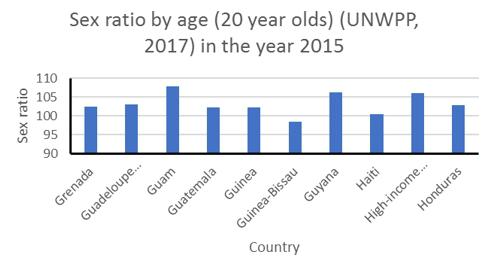 Sex ratio by age (20 year olds) (UNWPP,
2017) in the year 2015
110
105
100
95
90
Sex ratio
Grenada
Guadeloupe...
Guam
Guatemala
Guinea
Guinea-Bissau
Guyana
Haiti
High-income...
Honduras
Country